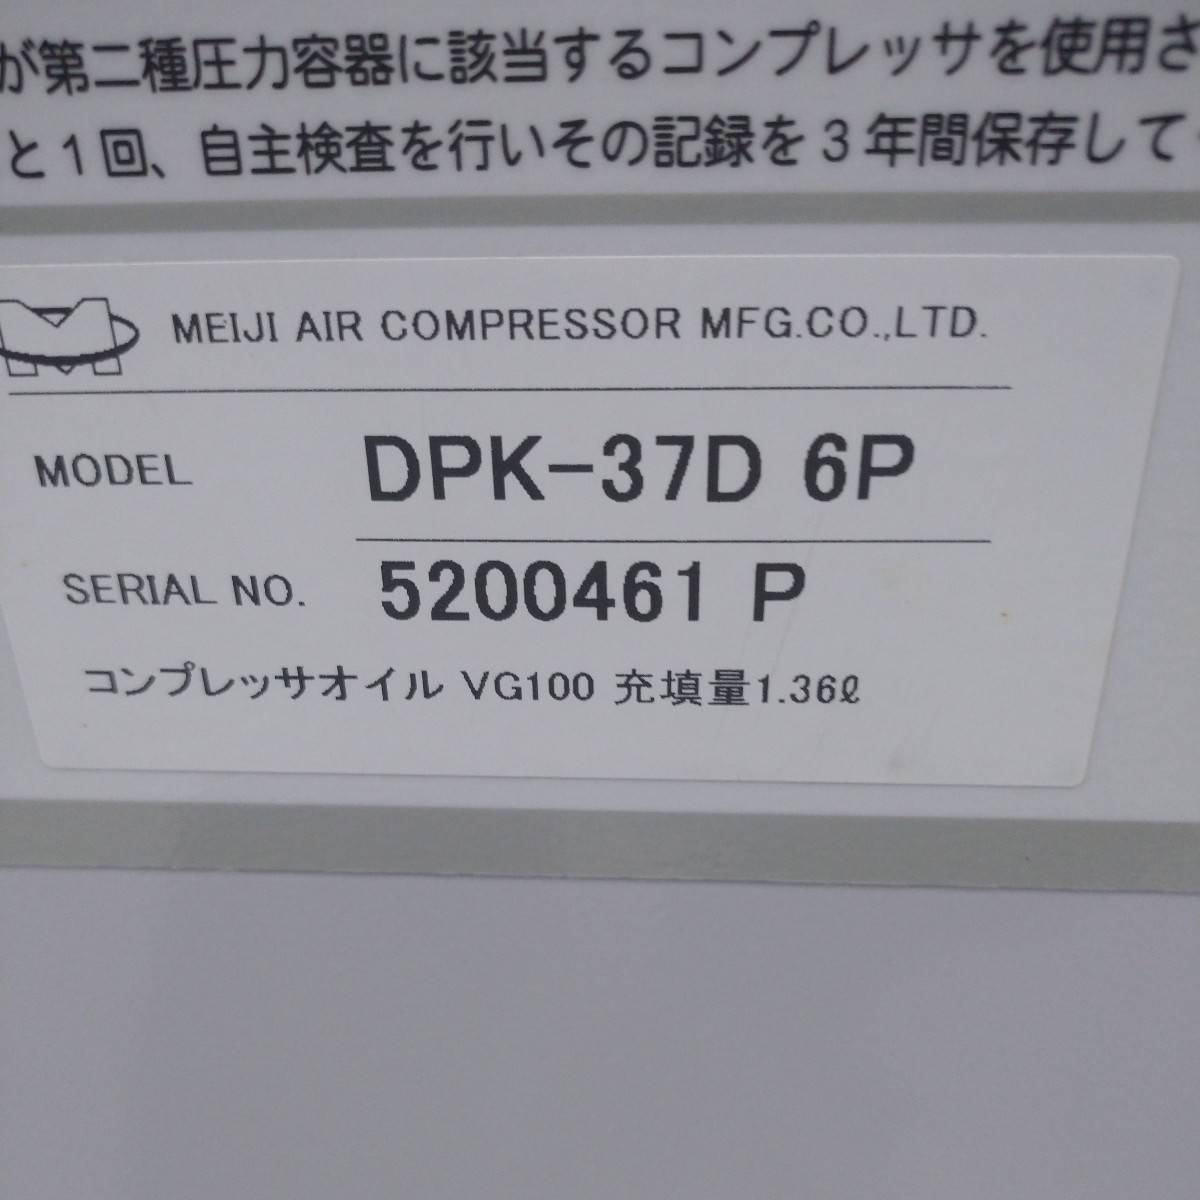 が第二種圧力容器に該当するコンプレッサを使用さ
と1回、自主検査を行いその記録を3年間保存して
MEIJI AIR COMPRESSOR MFG.CO.,LTD.
MODEL DPK-37D 6P
SERIAL NO. 5200461 P
コンプレッサオイル VG100 充填量1.36ℓ